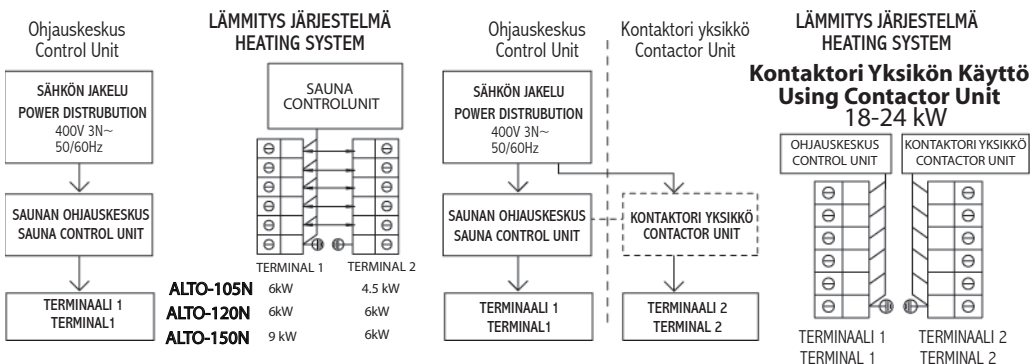 Ohjauskeskus
Control Unit
SÄHKÖN JAKELU
POWER DISTRUBUTION
400V 3N~
50/60Hz
SAUNAN OHJAUSKESKUS
SAUNA CONTROL UNIT
TERMINAALI 1
TERMINAL1
LÄMMITYS JÄRJESTELMÄ
HEATING SYSTEM
SAUNA
CONTROLUNIT
TERMINAL 1 TERMINAL 2
ALTO-105N 6kW 4.5 kW
ALTO-120N 6kW 6kW
ALTO-150N 9 kW 6kW
Ohjauskeskus
Control Unit
Kontaktori yksikkö
Contactor Unit
SÄHKÖN JAKELU
POWER DISTRUBUTION
400V 3N~
50/60Hz
SAUNAN OHJAUSKESKUS
SAUNA CONTROL UNIT
KONTAKTORI YKSIKKÖ
CONTACTOR UNIT
TERMINAALI 1
TERMINAL1
TERMINAALI 2
TERMINAL 2
LÄMMITYS JÄRJESTELMÄ
HEATING SYSTEM
Kontaktori Yksikön Käyttö
Using Contactor Unit
18-24 kW
OHJAUSKESKUS
CONTROL UNIT
KONTAKTORI YKSIKKÖ
CONTACTOR UNIT
TERMINAALI 1
TERMINAL 1
TERMINAALI 2
TERMINAL 2